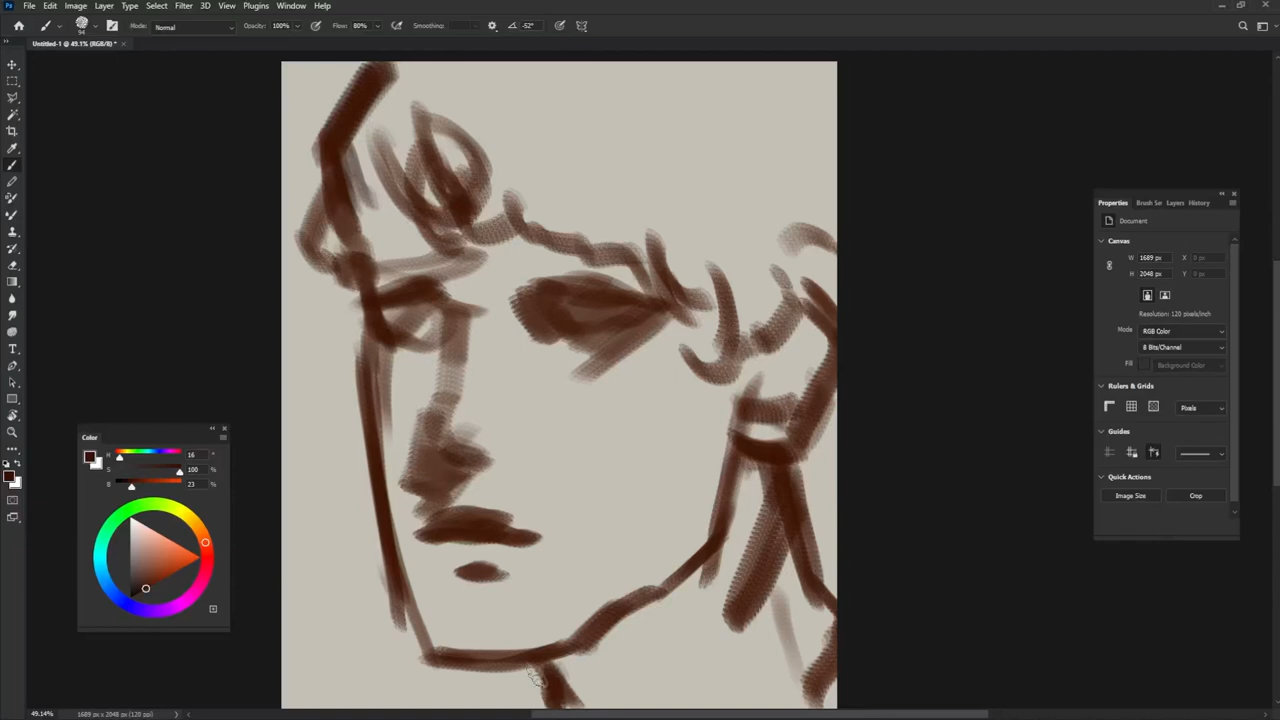 Ps File Edit Image Layer Type Select Filter 3D View Plugins Window Help
94 Mode: Normal Opacity: 100% Flow: 80% Smoothing: -52°
Untitled-1 @ 49.1% (RGB/8) * ×
Properties Brush Se Layers History
Document
Canvas
W 1689 px X 0 px
H 2048 px Y 0 px
Resolution: 120 pixels/inch
Mode RGB Color
8 Bits/Channel
Fill Background Color
Rulers & Grids
Pixels
Guides
Quick Actions
Image Size Crop
Color
H 16 °
S 100 %
B 23 %
49.14% 1689 px x 2048 px (120 ppi)